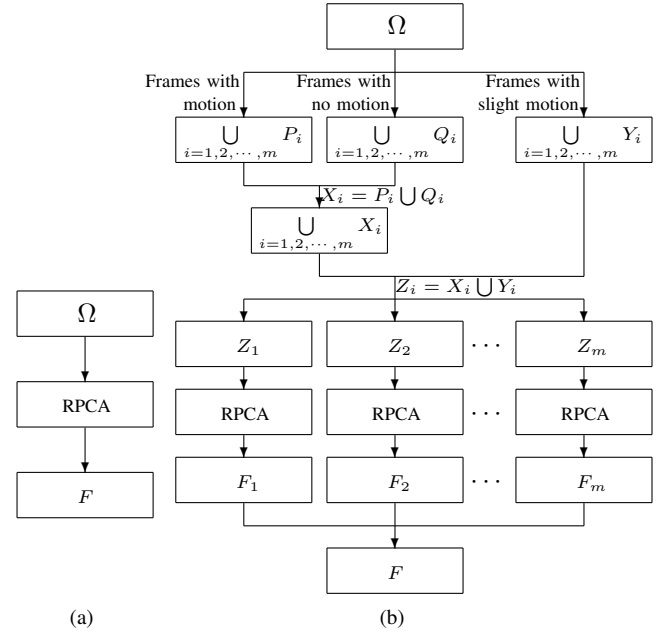 Ω
Frames with motion
Frames with no motion
Frames with slight motion
⋃ i=1,2,⋯,m P_i
⋃ i=1,2,⋯,m Q_i
⋃ i=1,2,⋯,m Y_i
X_i = P_i ⋃ Q_i
⋃ i=1,2,⋯,m X_i
Z_i = X_i ⋃ Y_i
Z_1 Z_2 ⋯ Z_m
RPCA RPCA ⋯ RPCA
F_1 F_2 ⋯ F_m
F
Ω
RPCA
F
(a) (b)